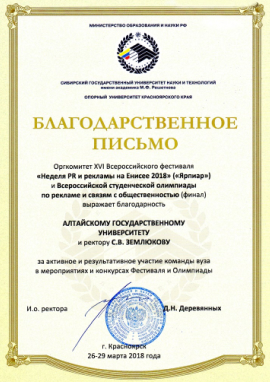 МИНИСТЕРСТВО ОБРАЗОВАНИЯ И НАУКИ РФ
СИБИРСКИЙ ГОСУДАРСТВЕННЫЙ УНИВЕРСИТЕТ НАУКИ И ТЕХНОЛОГИЙ
имени академика М.Ф. Решетнева
ОПОРНЫЙ УНИВЕРСИТЕТ КРАСНОЯРСКОГО КРАЯ
БЛАГОДАРСТВЕННОЕ
ПИСЬМО
Оргкомитет XVI Всероссийского фестиваля
«Неделя PR и рекламы на Енисее 2018» («Ярпиар»)
и Всероссийской студенческой олимпиады
по рекламе и связям с общественностью (финал)
выражает благодарность
АЛТАЙСКОМУ ГОСУДАРСТВЕННОМУ
УНИВЕРСИТЕТУ
и ректору С.В. ЗЕМЛЮКОВУ
за активное и результативное участие команды вуза
в мероприятиях и конкурсах Фестиваля и Олимпиады
И.о. ректора Д.Н. Деревянных
г. Красноярск
26-29 марта 2018 года